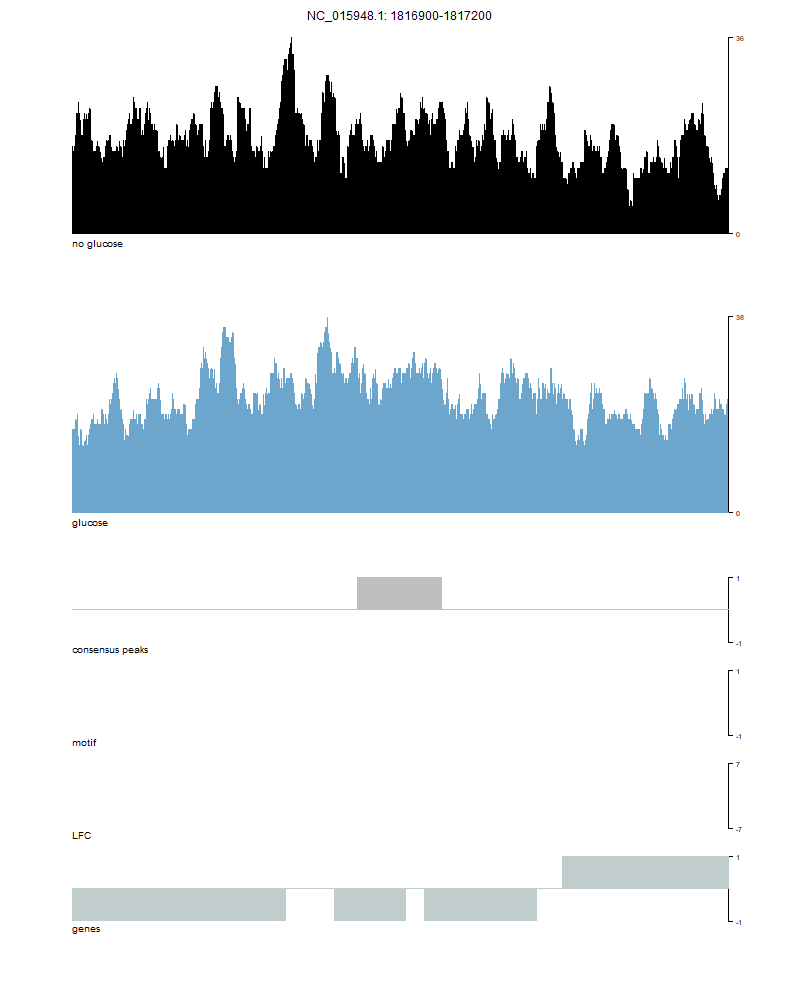 NC_015948.1: 1816900-1817200
36
0
no glucose
38
0
glucose
1
-1
consensus peaks
1
-1
motif
7
-7
LFC
1
-1
genes